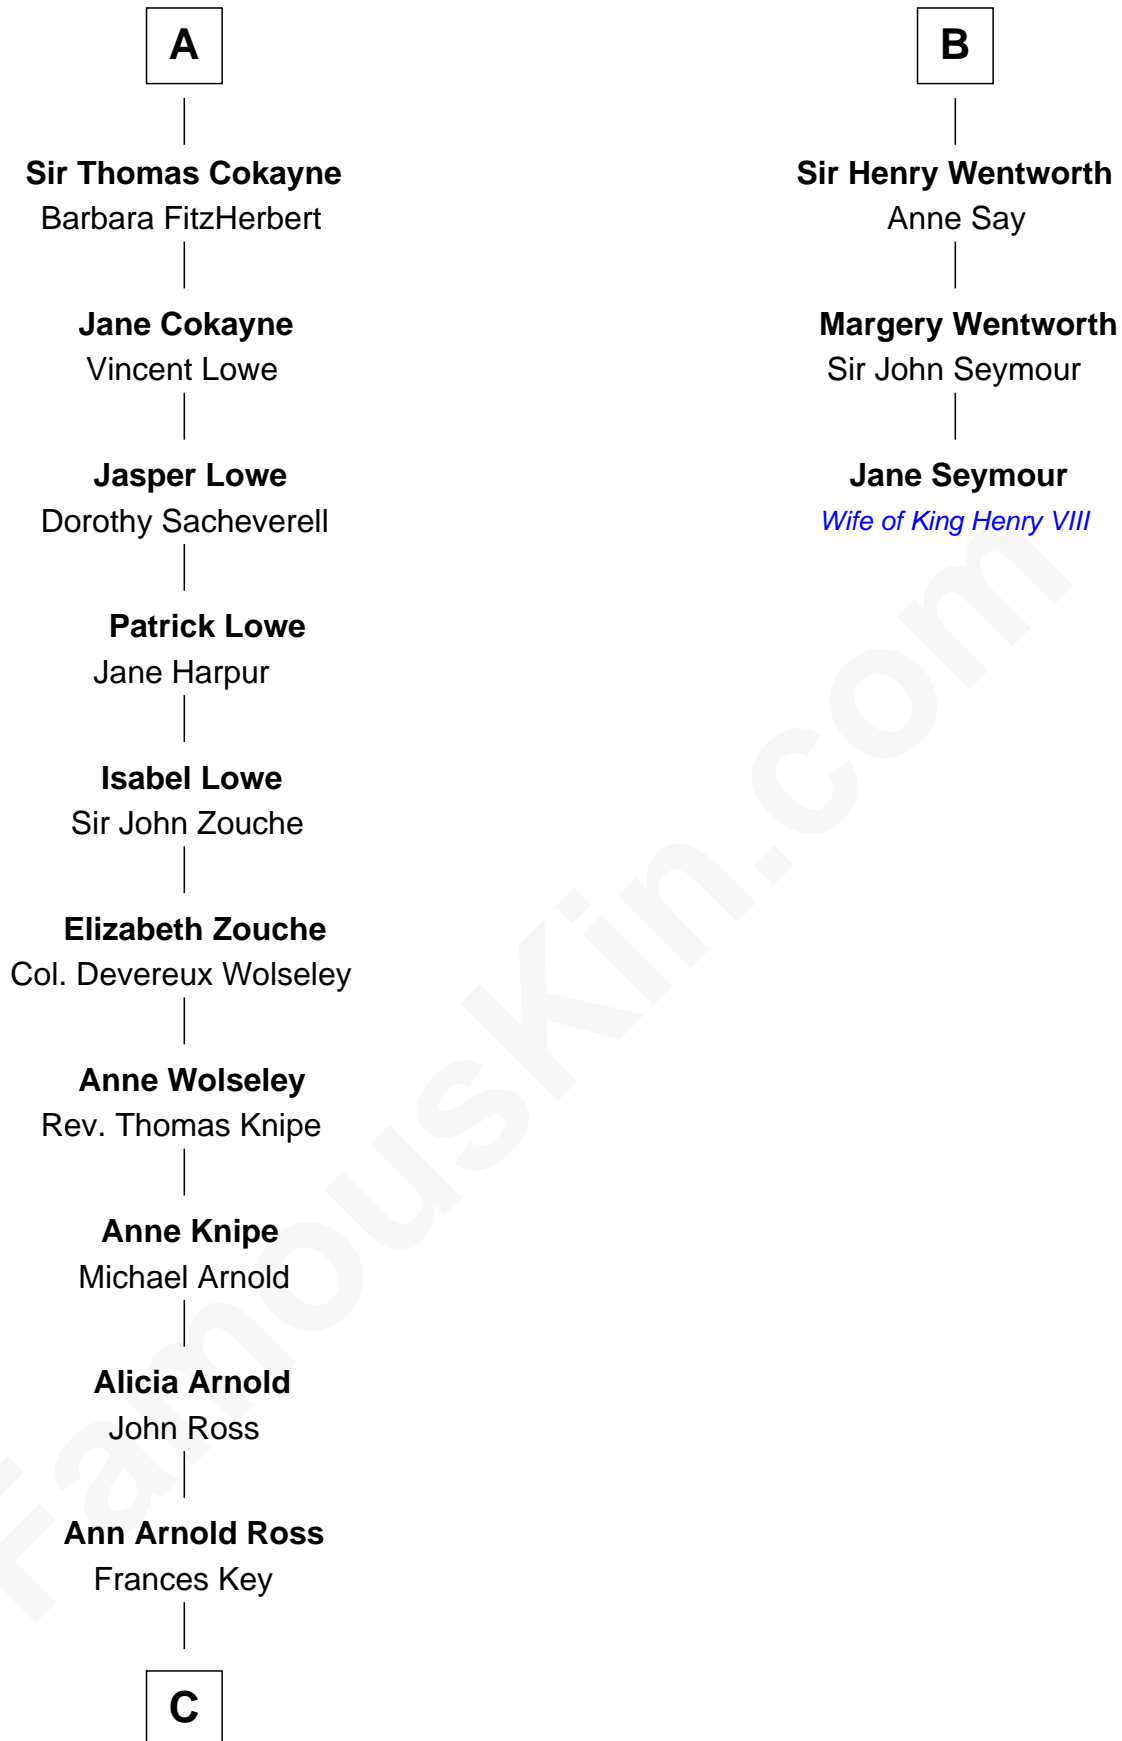 A
Sir Thomas Cokayne
Barbara FitzHerbert
Jane Cokayne
Vincent Lowe
Jasper Lowe
Dorothy Sacheverell
Patrick Lowe
Jane Harpur
Isabel Lowe
Sir John Zouche
Elizabeth Zouche
Col. Devereux Wolseley
Anne Wolseley
Rev. Thomas Knipe
Anne Knipe
Michael Arnold
Alicia Arnold
John Ross
Ann Arnold Ross
Frances Key
C
B
Sir Henry Wentworth
Anne Say
Margery Wentworth
Sir John Seymour
Jane Seymour
Wife of King Henry VIII
FamousKin.com